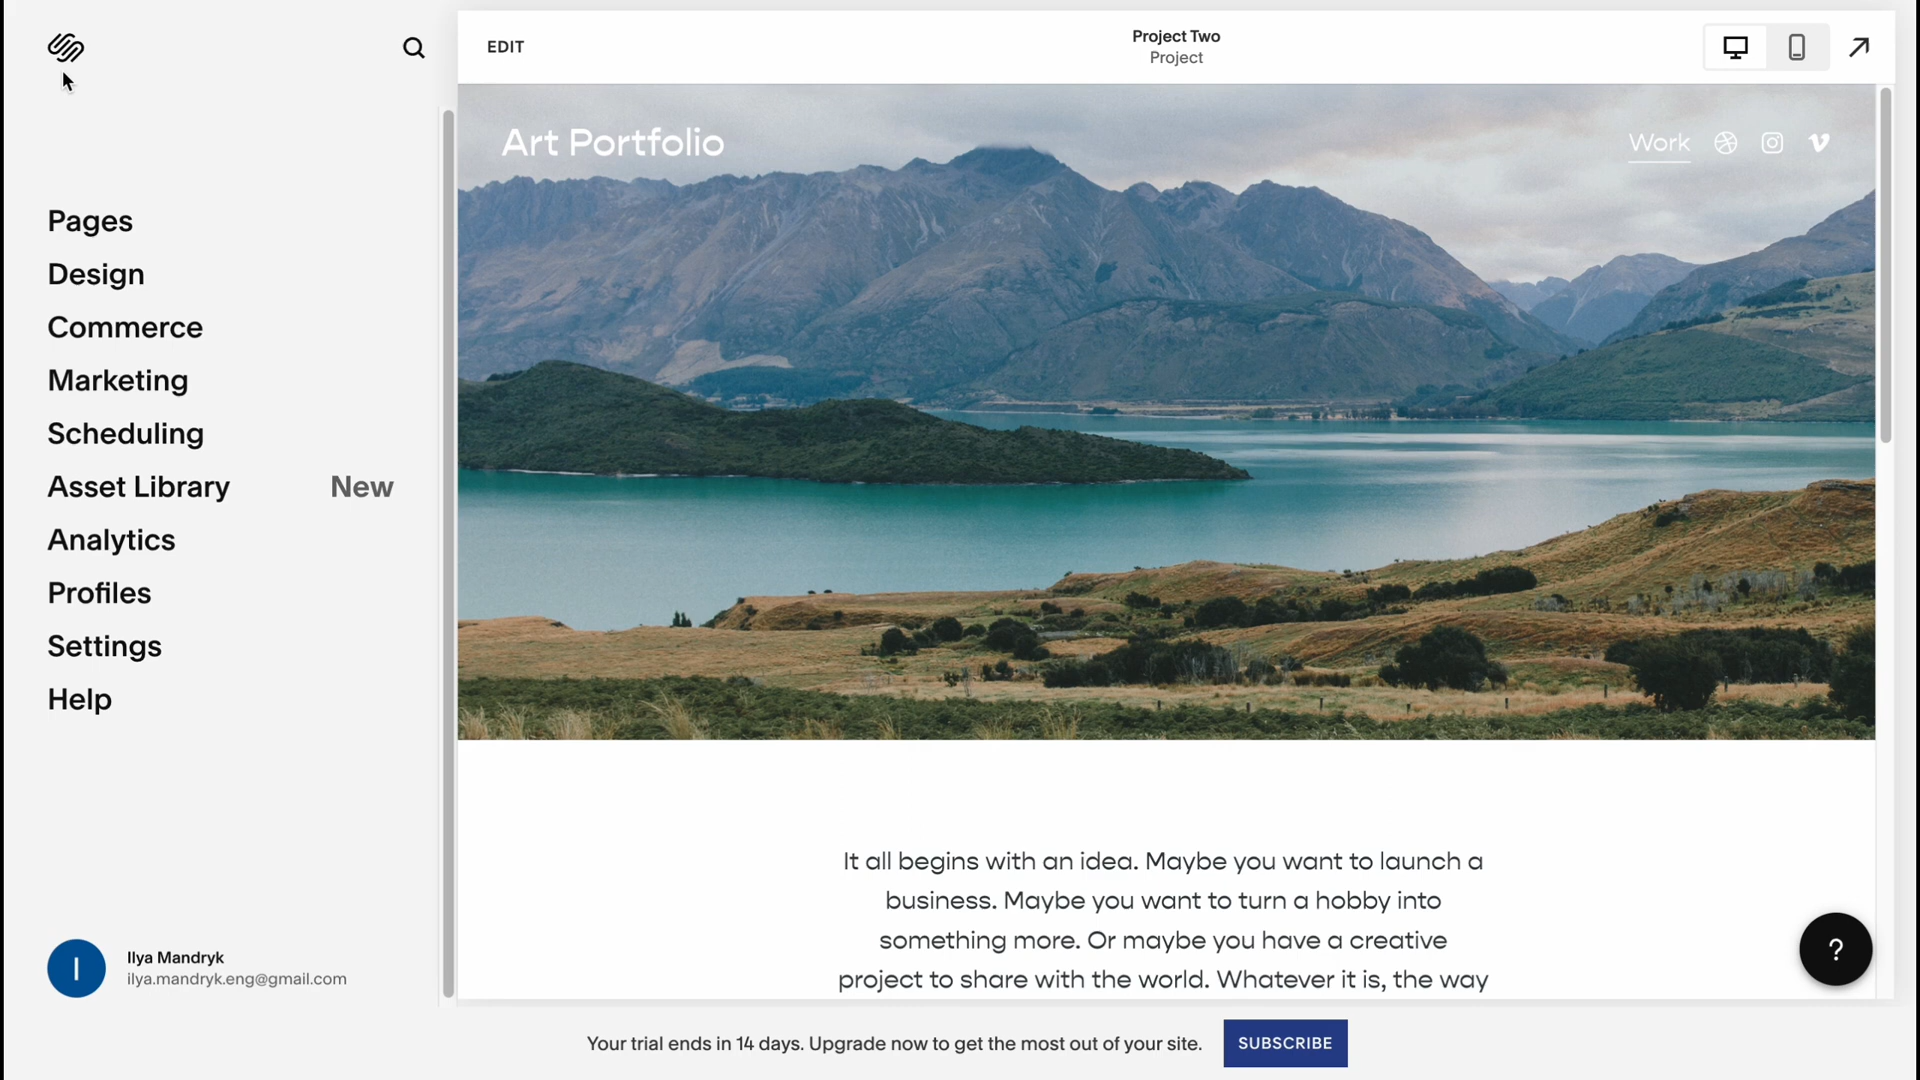 EDIT
Project Two
Project
Art Portfolio
Work
Pages
Design
Commerce
Marketing
Scheduling
Asset Library New
Analytics
Profiles
Settings
Help
Ilya Mandryk
ilya.mandryk.eng@gmail.com
It all begins with an idea. Maybe you want to launch a
business. Maybe you want to turn a hobby into
something more. Or maybe you have a creative
project to share with the world. Whatever it is, the way
?
Your trial ends in 14 days. Upgrade now to get the most out of your site.
SUBSCRIBE